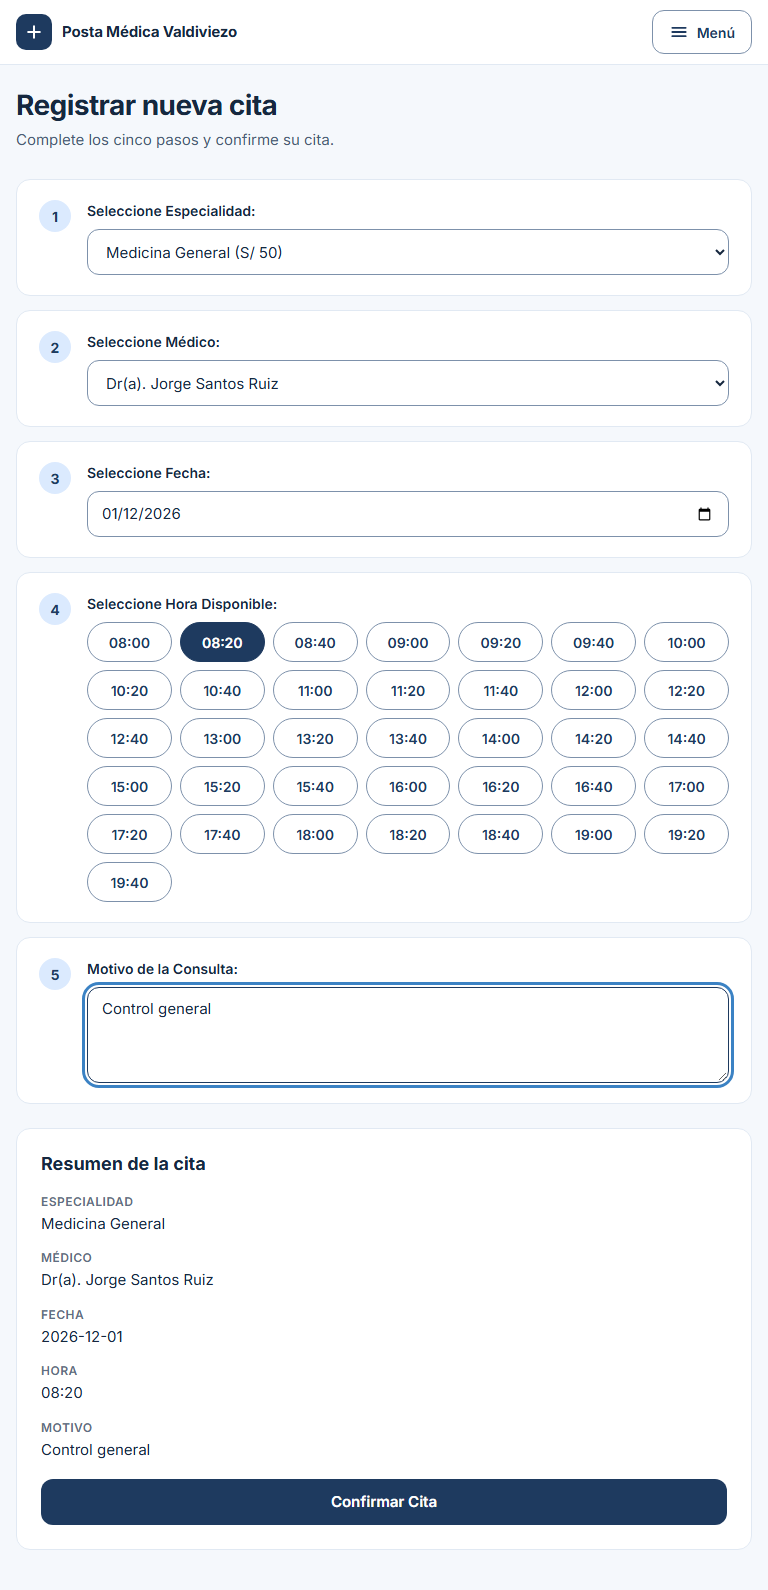 Posta Médica Valdiviezo
Menú
Registrar nueva cita
Complete los cinco pasos y confirme su cita.
1
Seleccione Especialidad:
Medicina General (S/ 50)
2
Seleccione Médico:
Dr(a). Jorge Santos Ruiz
3
Seleccione Fecha:
01/12/2026
4
Seleccione Hora Disponible:
08:00 08:20 08:40 09:00 09:20 09:40 10:00
10:20 10:40 11:00 11:20 11:40 12:00 12:20
12:40 13:00 13:20 13:40 14:00 14:20 14:40
15:00 15:20 15:40 16:00 16:20 16:40 17:00
17:20 17:40 18:00 18:20 18:40 19:00 19:20
19:40
5
Motivo de la Consulta:
Control general
Resumen de la cita
ESPECIALIDAD
Medicina General
MÉDICO
Dr(a). Jorge Santos Ruiz
FECHA
2026-12-01
HORA
08:20
MOTIVO
Control general
Confirmar Cita